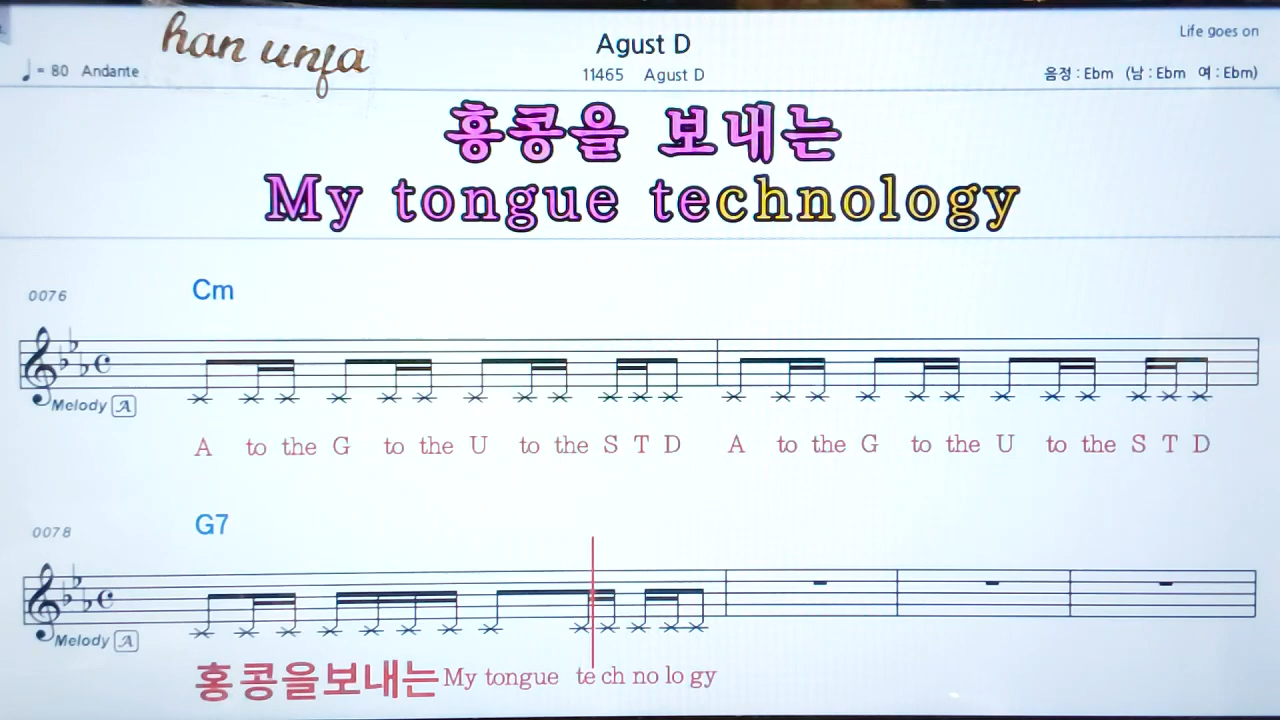 han unja
Agust D
Life goes on
♩ = 80 Andante
11465 Agust D
음정 : Ebm (남 : Ebm 여 : Ebm)
홍콩을 보내는
My tongue technology
0076
Cm
Melody A
A to the G to the U to the S T D A to the G to the U to the S T D
0078
G7
Melody A
홍콩을보내는My tongue te ch no lo gy